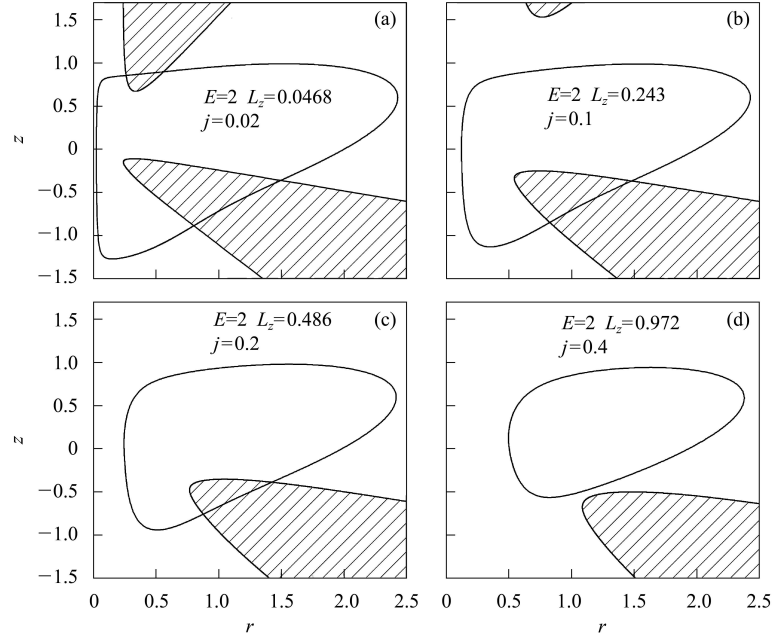 (a)
1.5
1.0
0.5
z
0
−0.5
−1.0
−1.5
E=2 L_z=0.0468
j=0.02
(b)
E=2 L_z=0.243
j=0.1
(c)
1.5
1.0
0.5
z
0
−0.5
−1.0
−1.5
E=2 L_z=0.486
j=0.2
0 0.5 1.0 1.5 2.0 2.5
r
(d)
E=2 L_z=0.972
j=0.4
0 0.5 1.0 1.5 2.0 2.5
r